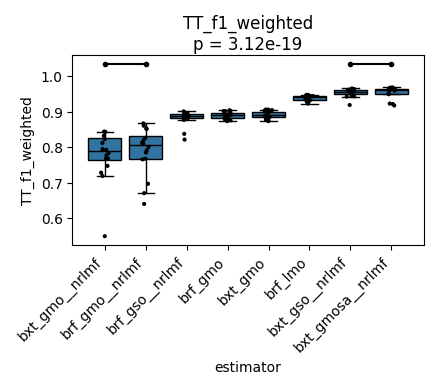 TT_f1_weighted
p = 3.12e-19
TT_f1_weighted
1.0
0.9
0.8
0.7
0.6
bxt_gmo__nrlmf
brf_gmo__nrlmf
brf_gso__nrlmf
brf_gmo
bxt_gmo
brf_lmo
bxt_gso__nrlmf
bxt_gmosa__nrlmf
estimator